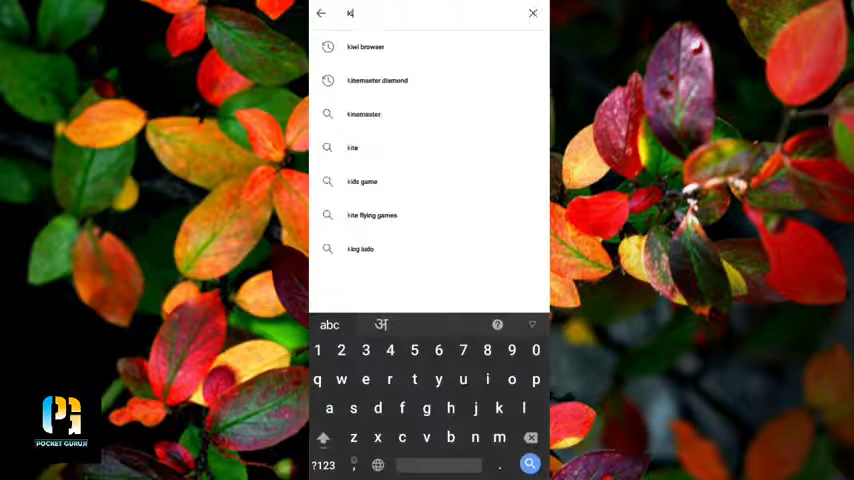 ki
kiwi browser
kinemaster diamond
kinemaster
kite
kids game
kite flying games
king ludo
abc
अ
1 2 3 4 5 6 7 8 9 0
q w e r t y u i o p
a s d f g h j k l
z x c v b n m
?123 , .
PG
POCKET GURUJI